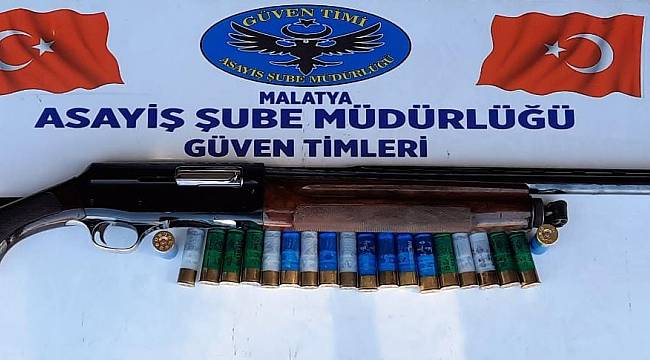 GÜVEN TİMİ
ASAYİŞ ŞUBE MÜDÜRLÜĞÜ
MALATYA
ASAYİŞ ŞUBE MÜDÜRLÜĞÜ
GÜVEN TİMLERİ